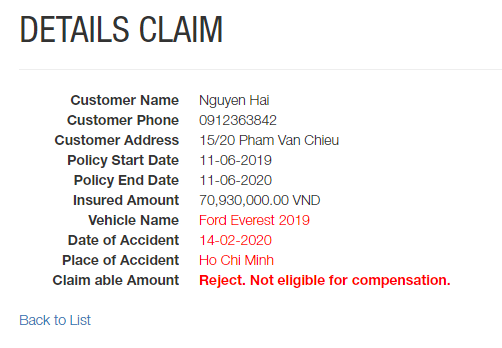 DETAILS CLAIM
Customer Name Nguyen Hai
Customer Phone 0912363842
Customer Address 15/20 Pham Van Chieu
Policy Start Date 11-06-2019
Policy End Date 11-06-2020
Insured Amount 70,930,000.00 VND
Vehicle Name Ford Everest 2019
Date of Accident 14-02-2020
Place of Accident Ho Chi Minh
Claim able Amount Reject. Not eligible for compensation.
Back to List